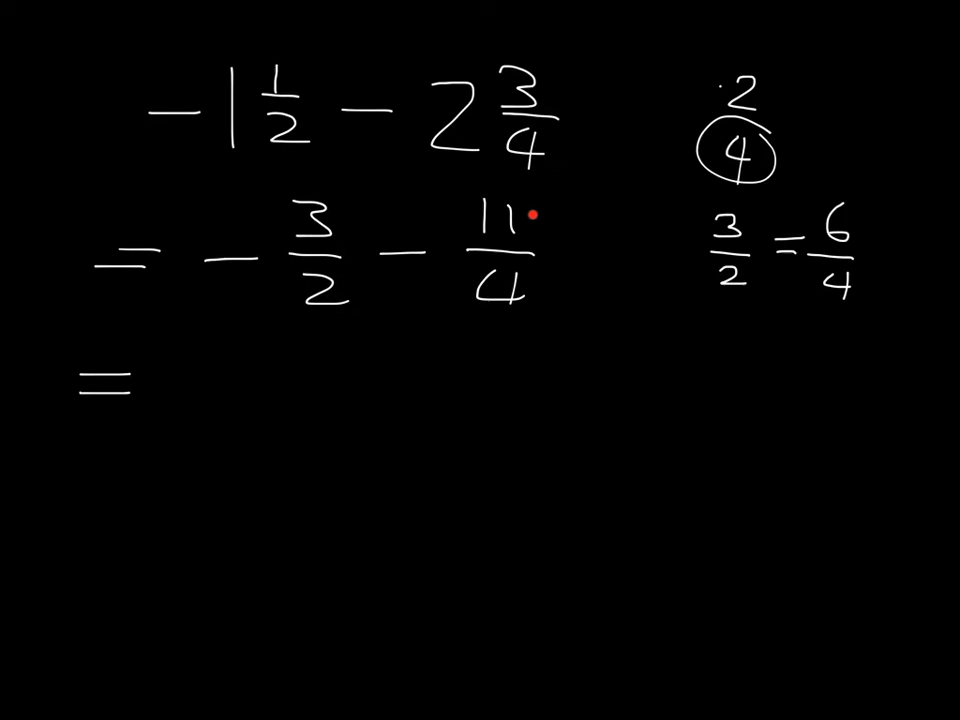 -1 1/2 - 2 3/4
2
4
= - 3/2 - 11/4
3/2 = 6/4
=